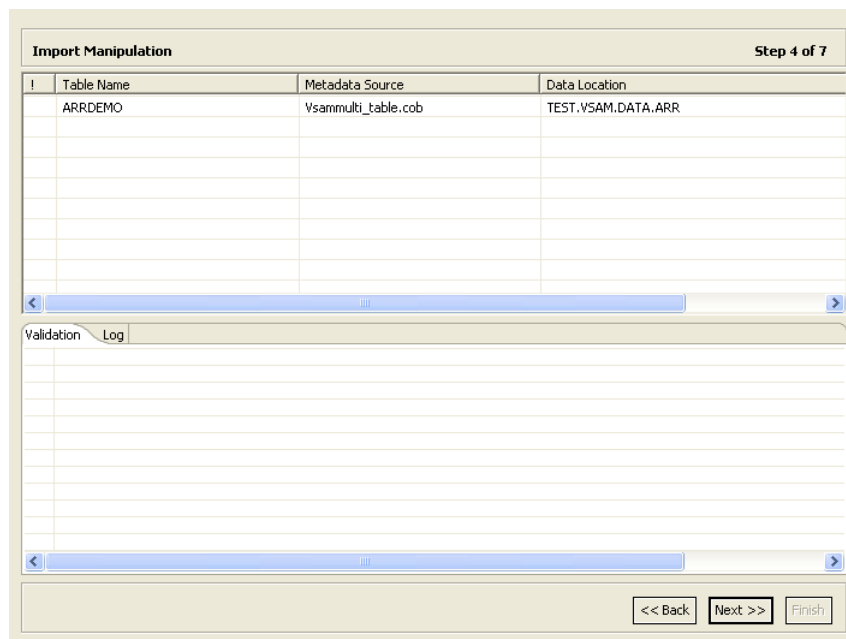 Import Manipulation Step 4 of 7
! Table Name Metadata Source Data Location
ARRDEMO Vsammulti_table.cob TEST.VSAM.DATA.ARR
Validation Log
<< Back Next >> Finish